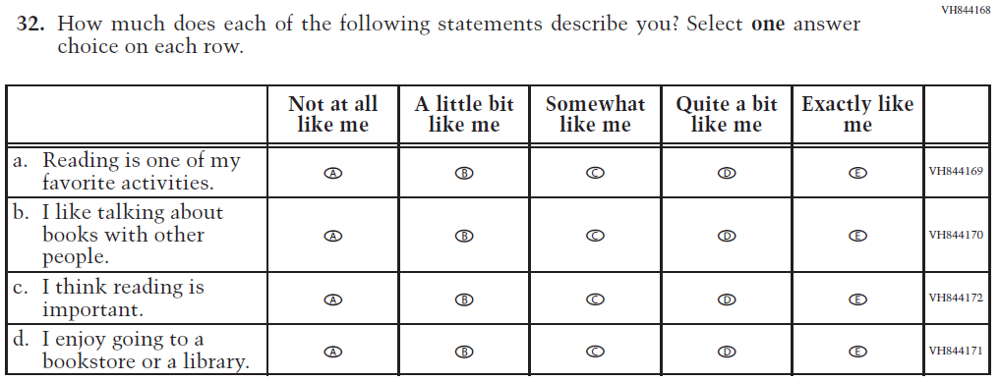 VH844168
32. How much does each of the following statements describe you? Select one answer
choice on each row.
Not at all like me A little bit like me Somewhat like me Quite a bit like me Exactly like me
a. Reading is one of my
favorite activities. A B C D E VH844169
b. I like talking about
books with other
people. A B C D E VH844170
c. I think reading is
important. A B C D E VH844172
d. I enjoy going to a
bookstore or a library. A B C D E VH844171